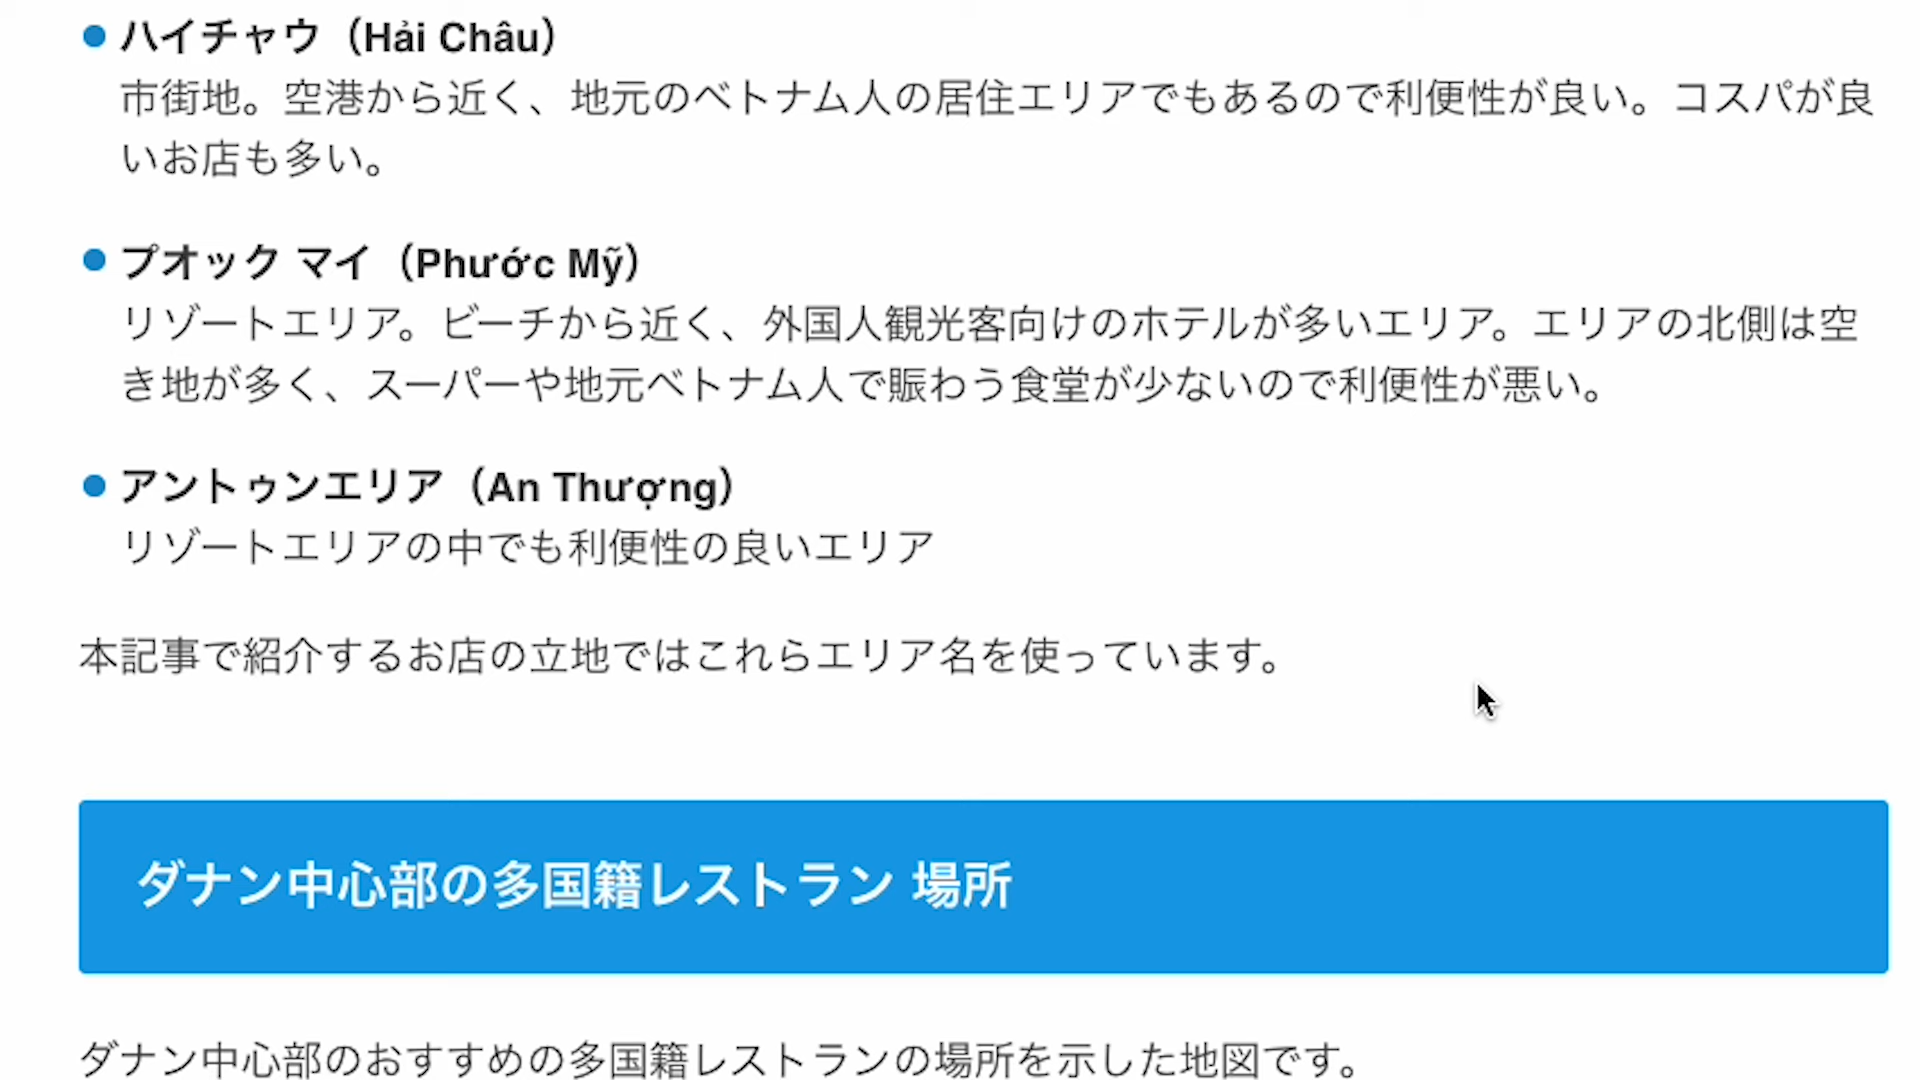 ハイチャウ（Hải Châu）
市街地。空港から近く、地元のベトナム人の居住エリアでもあるので利便性が良い。コスパが良
いお店も多い。
プオック マイ（Phước Mỹ）
リゾートエリア。ビーチから近く、外国人観光客向けのホテルが多いエリア。エリアの北側は空
き地が多く、スーパーや地元ベトナム人で賑わう食堂が少ないので利便性が悪い。
アントゥンエリア（An Thượng）
リゾートエリアの中でも利便性の良いエリア
本記事で紹介するお店の立地ではこれらエリア名を使っています。
ダナン中心部の多国籍レストラン 場所
ダナン中心部のおすすめの多国籍レストランの場所を示した地図です。